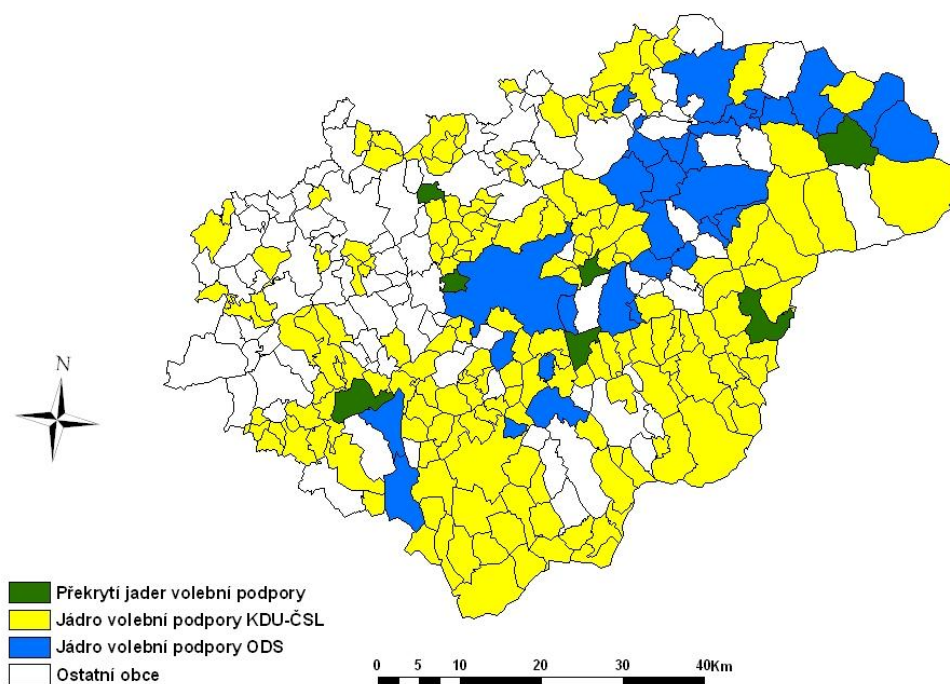 N
Překrytí jader volební podpory
Jádro volební podpory KDU-ČSL
Jádro volební podpory ODS
Ostatní obce
0 5 10 20 30 40Km